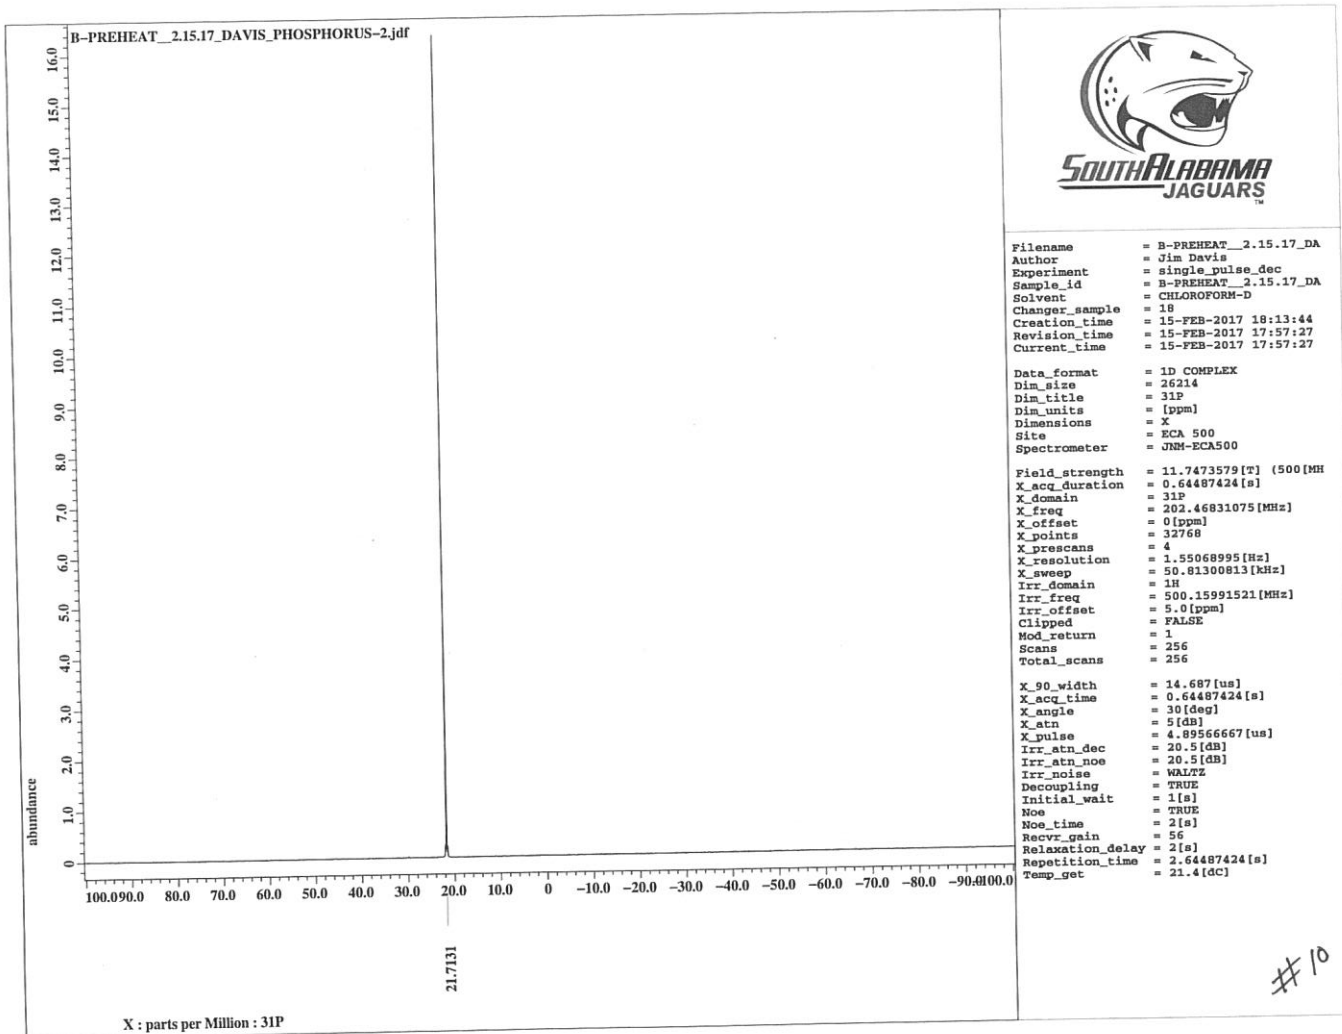 B-PREHEAT__2.15.17_DAVIS_PHOSPHORUS-2.jdf
16.0
15.0
14.0
13.0
12.0
11.0
10.0
9.0
8.0
7.0
6.0
5.0
4.0
3.0
2.0
1.0
0
abundance
100.090.0 80.0 70.0 60.0 50.0 40.0 30.0 20.0 10.0 0 -10.0 -20.0 -30.0 -40.0 -50.0 -60.0 -70.0 -80.0 -90.0-100.0
21.7131
X : parts per Million : 31P
SOUTH ALABAMA
JAGUARS
TM
Filename = B-PREHEAT__2.15.17_DA
Author = Jim Davis
Experiment = single_pulse_dec
Sample_id = B-PREHEAT__2.15.17_DA
Solvent = CHLOROFORM-D
Changer_sample = 18
Creation_time = 15-FEB-2017 18:13:44
Revision_time = 15-FEB-2017 17:57:27
Current_time = 15-FEB-2017 17:57:27
Data_format = 1D COMPLEX
Dim_size = 26214
Dim_title = 31P
Dim_units = [ppm]
Dimensions = X
Site = ECA 500
Spectrometer = JNM-ECA500
Field_strength = 11.7473579[T] (500[MH
X_acq_duration = 0.64487424[s]
X_domain = 31P
X_freq = 202.46831075[MHz]
X_offset = 0[ppm]
X_points = 32768
X_prescans = 4
X_resolution = 1.55068995[Hz]
X_sweep = 50.81300813[kHz]
Irr_domain = 1H
Irr_freq = 500.15991521[MHz]
Irr_offset = 5.0[ppm]
Clipped = FALSE
Mod_return = 1
Scans = 256
Total_scans = 256
X_90_width = 14.687[us]
X_acq_time = 0.64487424[s]
X_angle = 30[deg]
X_atn = 5[dB]
X_pulse = 4.89566667[us]
Irr_atn_dec = 20.5[dB]
Irr_atn_noe = 20.5[dB]
Irr_noise = WALTZ
Decoupling = TRUE
Initial_wait = 1[s]
Noe = TRUE
Noe_time = 2[s]
Recvr_gain = 56
Relaxation_delay = 2[s]
Repetition_time = 2.64487424[s]
Temp_get = 21.4[dC]
# 10